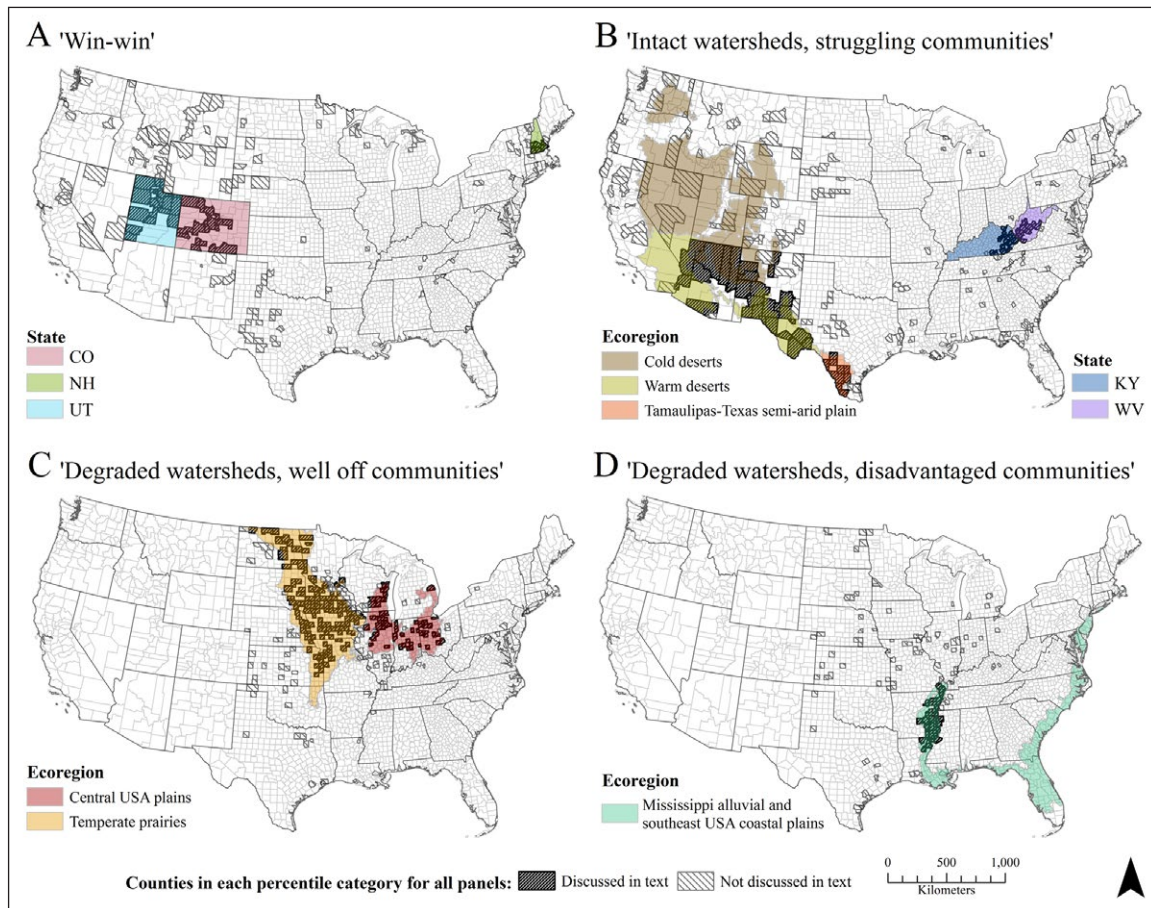 A 'Win-win'
State
CO
NH
UT
B 'Intact watersheds, struggling communities'
Ecoregion
Cold deserts
Warm deserts
Tamaulipas-Texas semi-arid plain
State
KY
WV
C 'Degraded watersheds, well off communities'
Ecoregion
Central USA plains
Temperate prairies
D 'Degraded watersheds, disadvantaged communities'
Ecoregion
Mississippi alluvial and
southeast USA coastal plains
Counties in each percentile category for all panels: Discussed in text Not discussed in text
0 500 1,000
Kilometers